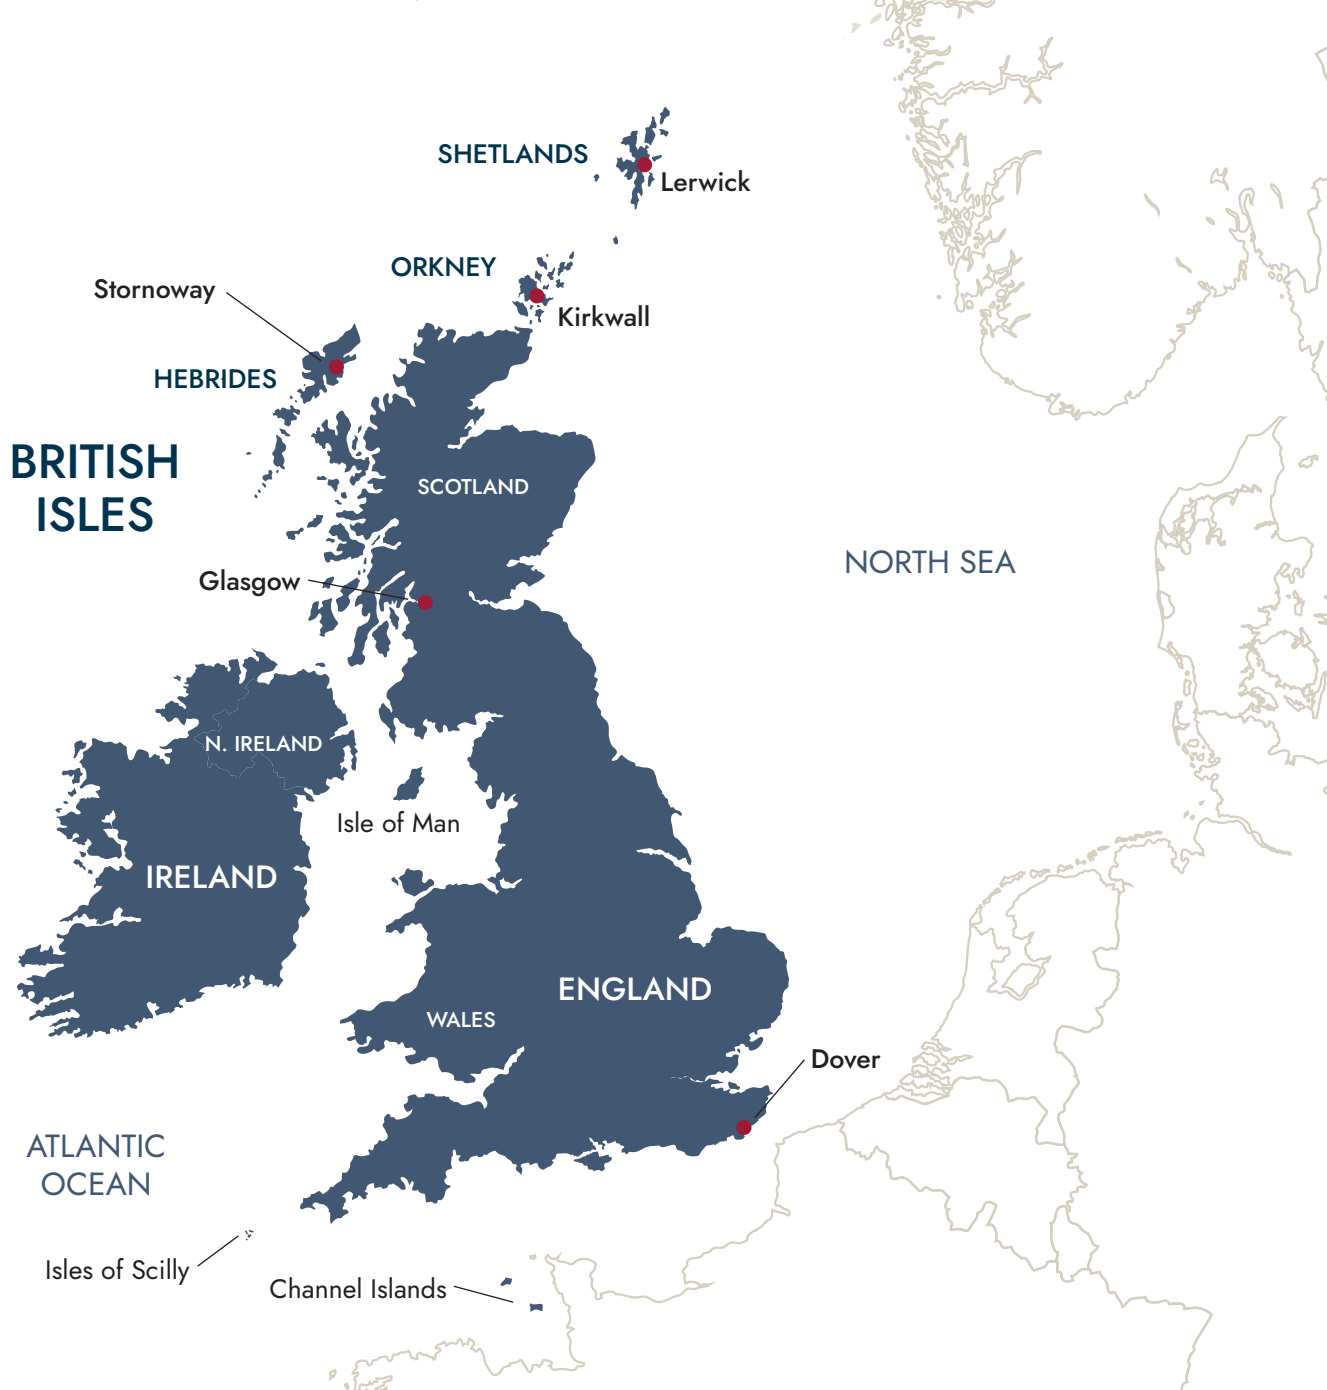 SHETLANDS
Lerwick
ORKNEY
Stornoway
Kirkwall
HEBRIDES
BRITISH
ISLES
SCOTLAND
NORTH SEA
Glasgow
N. IRELAND
Isle of Man
IRELAND
ENGLAND
WALES
Dover
ATLANTIC
OCEAN
Isles of Scilly
Channel Islands